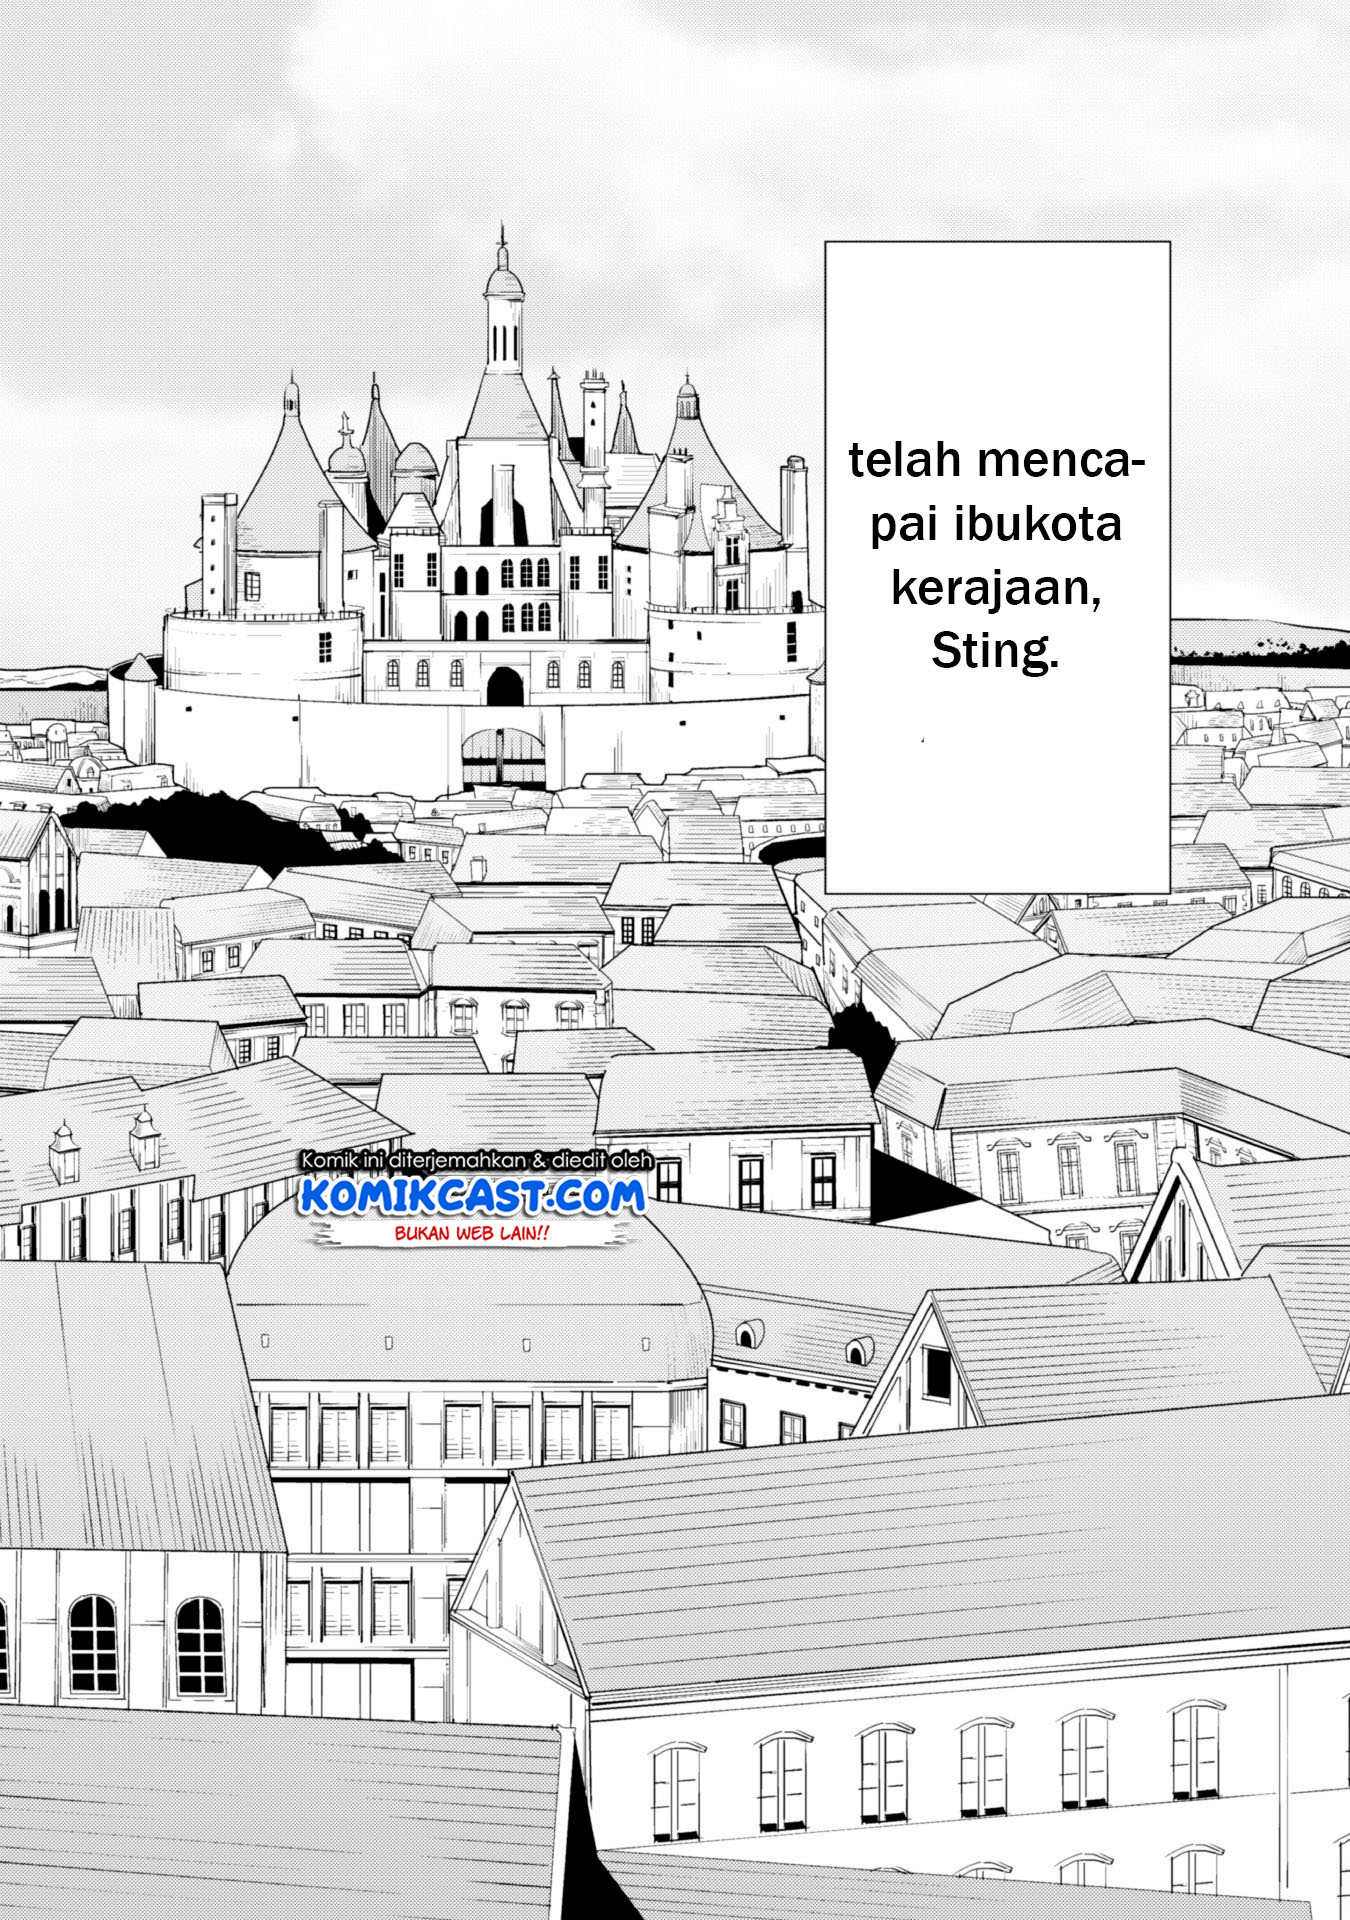 telah menca-
pai ibukota
kerajaan,
Sting.
Komik ini diterjemahkan & diedit oleh
KOMIKCAST.COM
BUKAN WEB LAIN!!